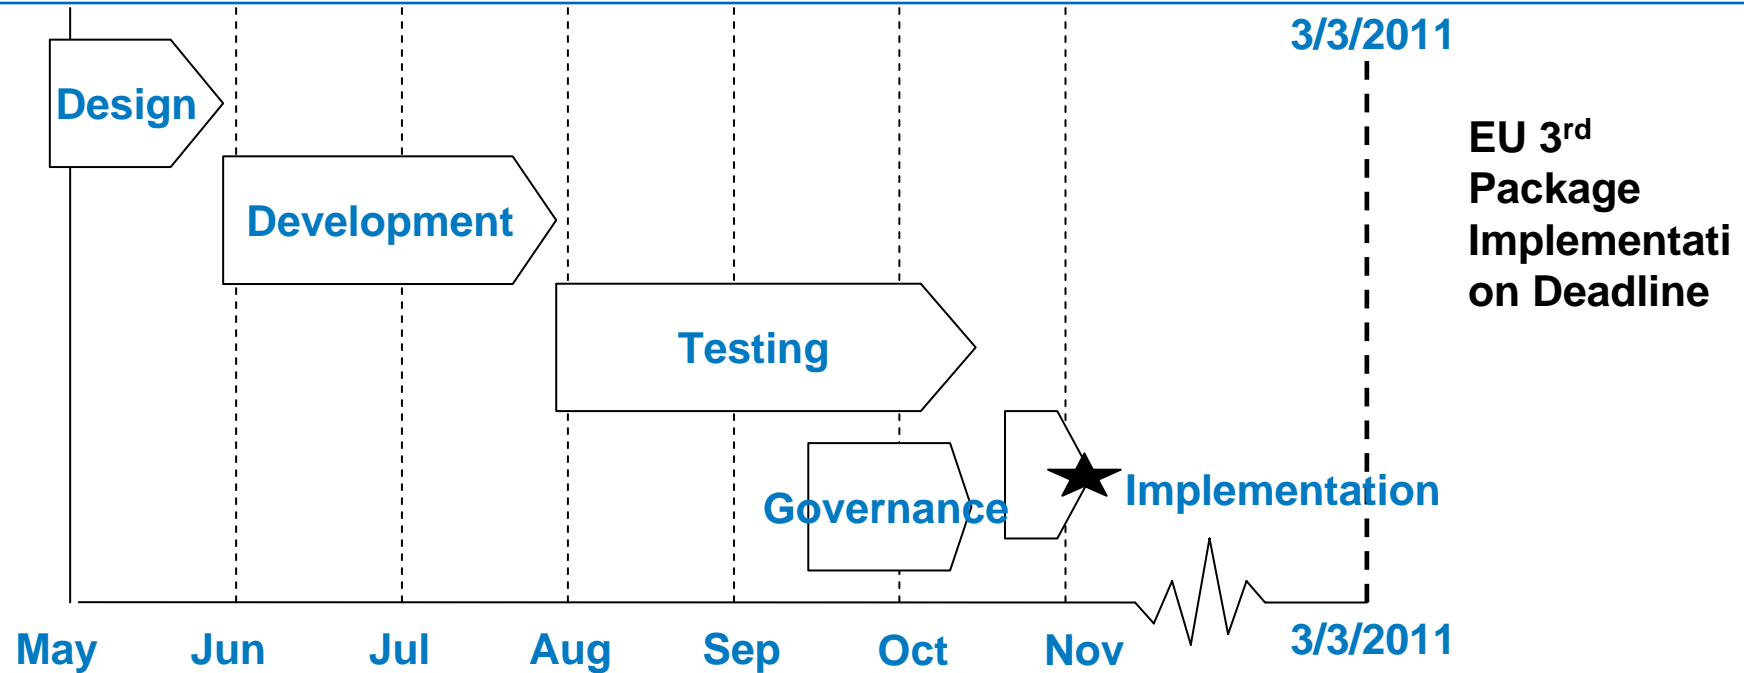 3/3/2011
Design
EU 3rd
Package
Implementati
on Deadline
Development
Testing
Governance
Implementation
May Jun Jul Aug Sep Oct Nov 3/3/2011